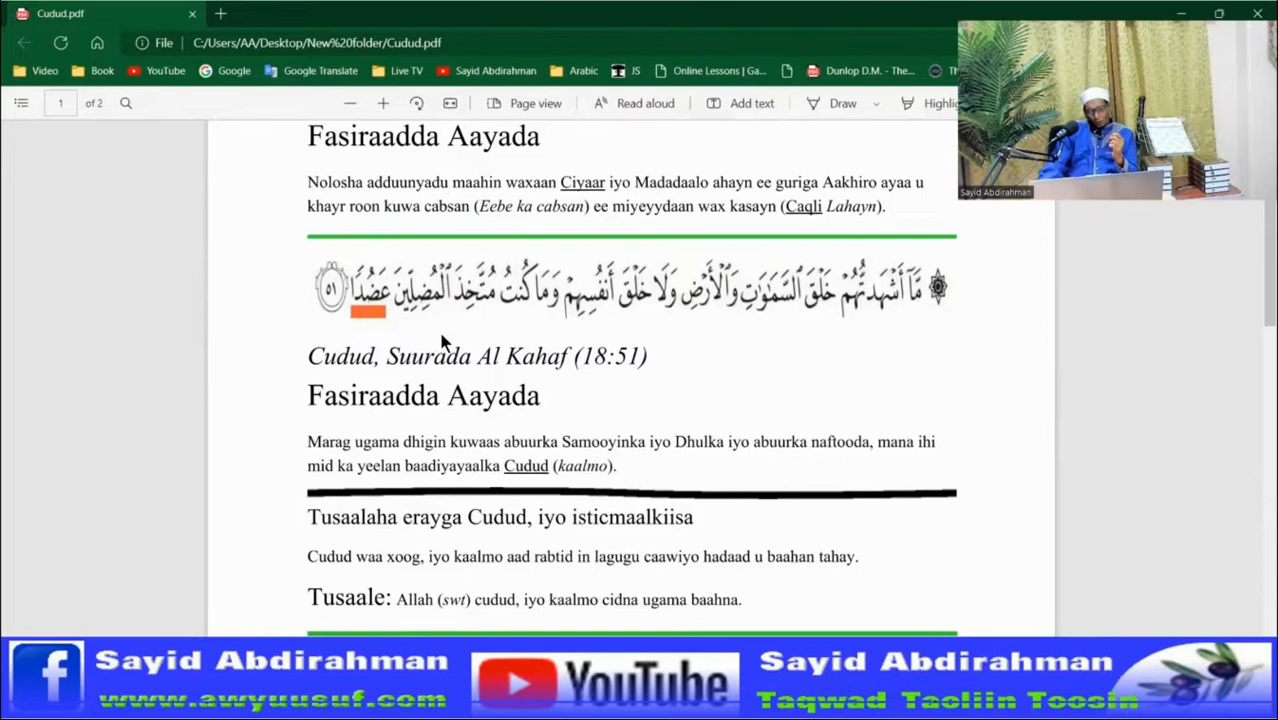 Cudud.pdf
File C:/Users/AA/Desktop/New%20folder/Cudud.pdf
Video Book YouTube Google Google Translate Live TV Sayid Abdirahman Arabic JS Online Lessons | Ga... Dunlop D.M. - The...
1 of 2 Page view Read aloud Add text Draw
Sayid Abdirahman
Fasiraadda Aayada
Nolosha adduunyadu maahin waxaan Ciyaar iyo Madadaalo ahayn ee guriga Aakhiro ayaa u
khayr roon kuwa cabsan (Eebe ka cabsan) ee miyeyydaan wax kasayn (Caqli Lahayn).
۞ مَّآ أَشْهَدتُّهُمْ خَلْقَ ٱلسَّمَٰوَٰتِ وَٱلْأَرْضِ وَلَا خَلْقَ أَنفُسِهِمْ وَمَا كُنتُ مُتَّخِذَ ٱلْمُضِلِّينَ عَضُدًا ٥١
Cudud, Suurada Al Kahaf (18:51)
Fasiraadda Aayada
Marag ugama dhigin kuwaas abuurka Samooyinka iyo Dhulka iyo abuurka naftooda, mana ihi
mid ka yeelan baadiyayaalka Cudud (kaalmo).
Tusaalaha erayga Cudud, iyo isticmaalkiisa
Cudud waa xoog, iyo kaalmo aad rabtid in lagugu caawiyo hadaad u baahan tahay.
Tusaale: Allah (swt) cudud, iyo kaalmo cidna ugama baahna.
Sayid Abdirahman
www.awyuusuf.com
YouTube
Sayid Abdirahman
Taqwad Taoliin Toosin